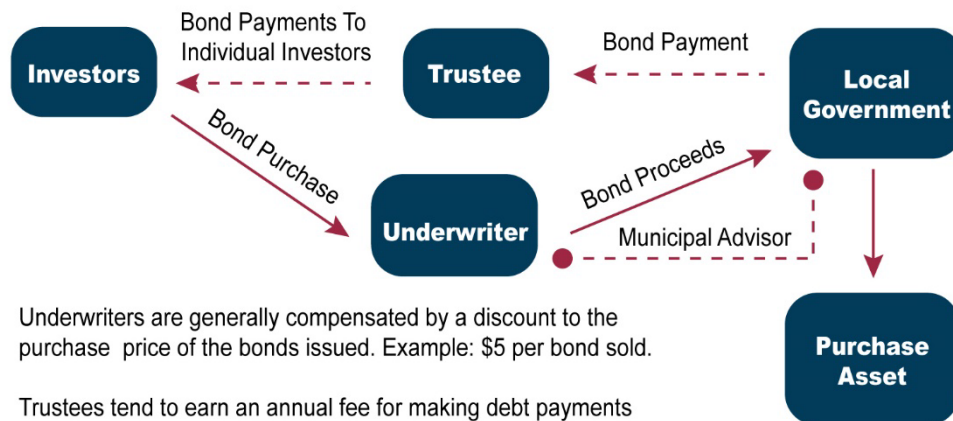 Bond Payments To
Individual Investors
Bond Payment
Investors
Trustee
Local
Government
Bond Purchase
Bond Proceeds
Underwriter
Municipal Advisor
Underwriters are generally compensated by a discount to the
purchase price of the bonds issued. Example: $5 per bond sold.
Purchase
Asset
Trustees tend to earn an annual fee for making debt payments